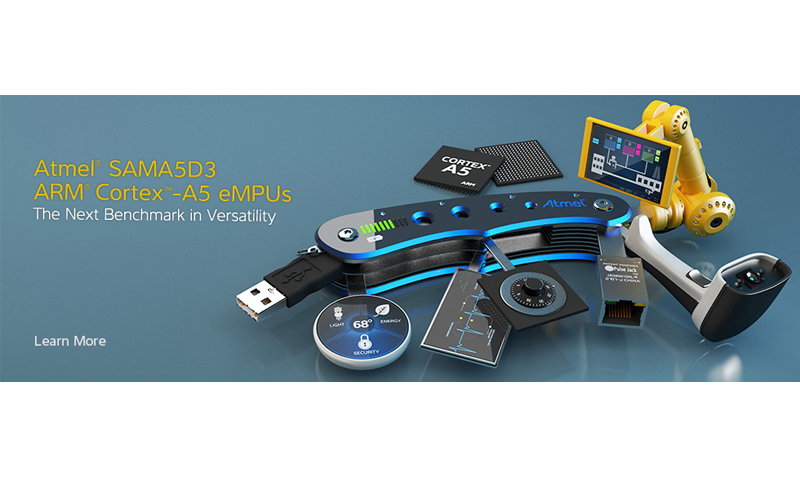 Atmel® SAMA5D3
ARM® Cortex™-A5 eMPUs
The Next Benchmark in Versatility
Learn More
CORTEX™
A5
ARM
Atmel
Pulse Jack
LIGHT
68°
ENERGY
SECURITY